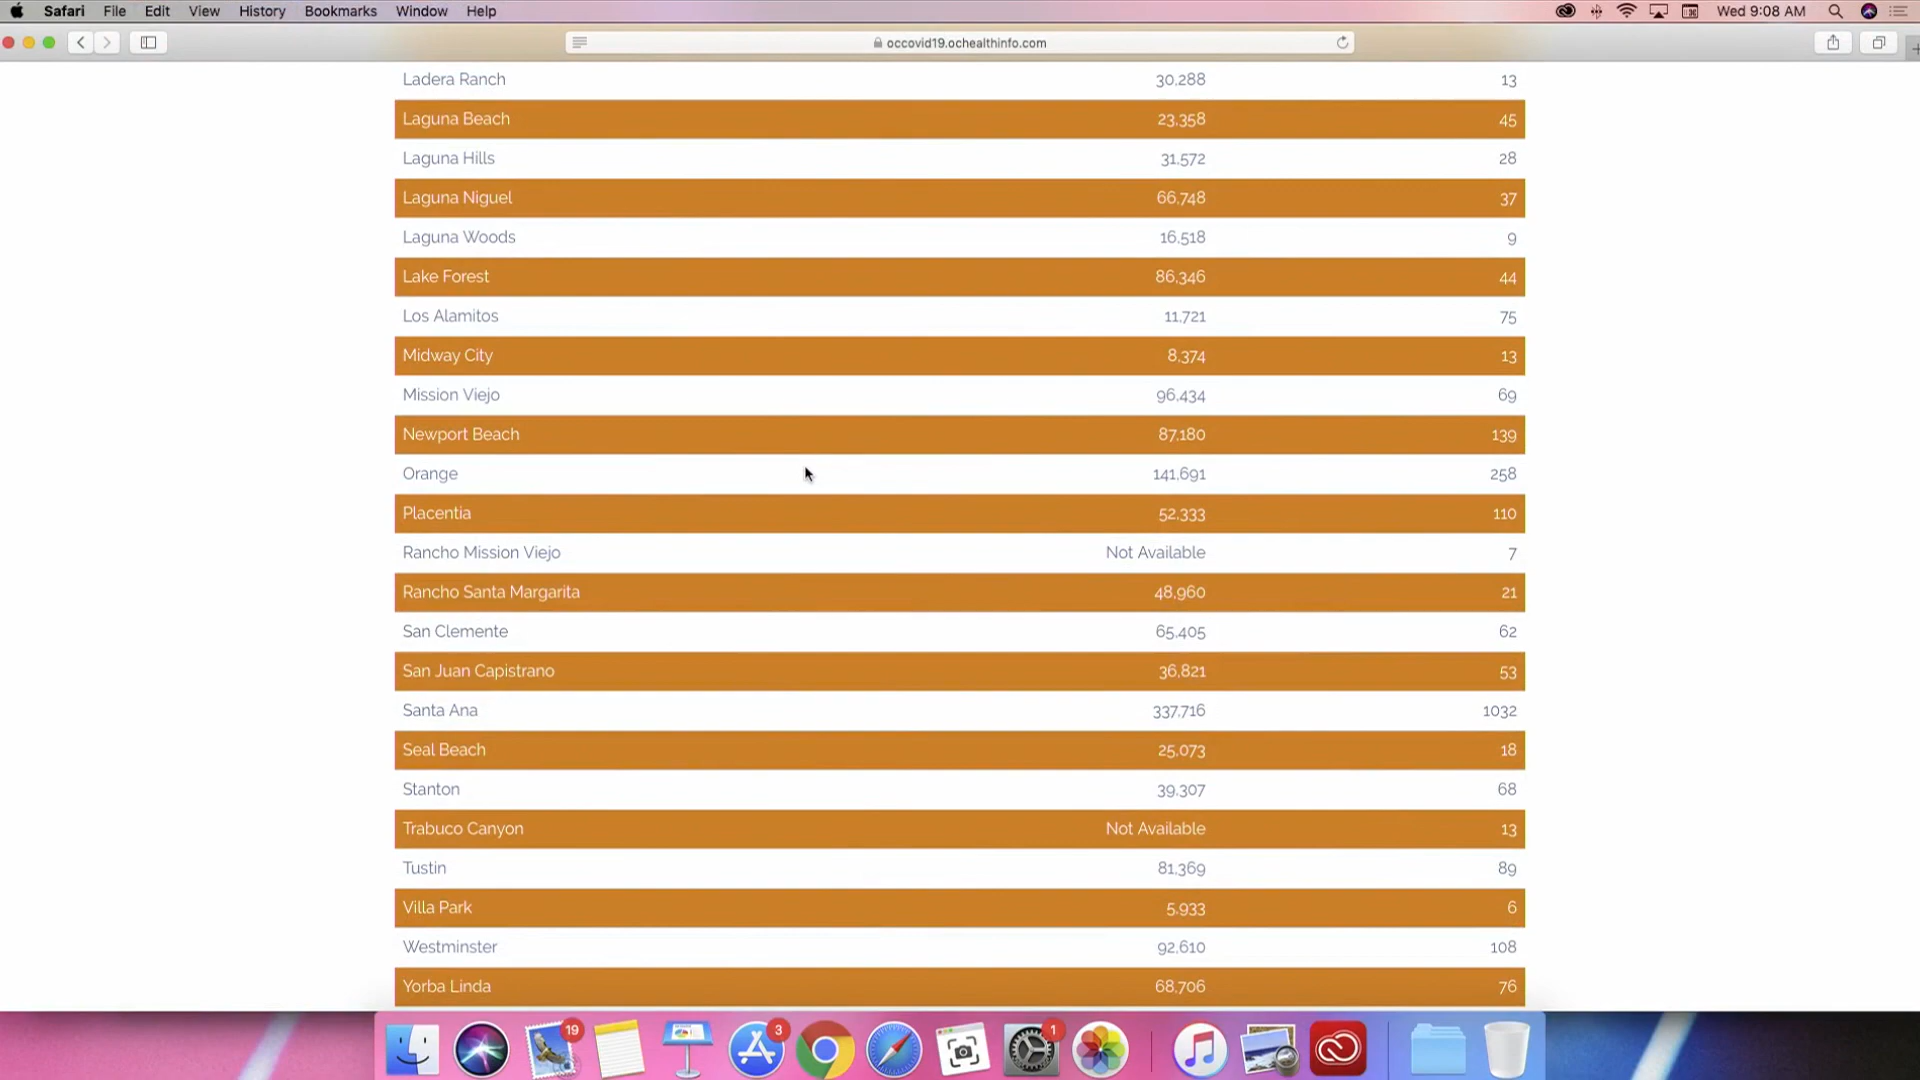 Safari File Edit View History Bookmarks Window Help Wed 9:08 AM
occovid19.ochealthinfo.com
Ladera Ranch 30,288 13
Laguna Beach 23,358 45
Laguna Hills 31,572 28
Laguna Niguel 66,748 37
Laguna Woods 16,518 9
Lake Forest 86,346 44
Los Alamitos 11,721 75
Midway City 8,374 13
Mission Viejo 96,434 69
Newport Beach 87,180 139
Orange 141,691 258
Placentia 52,333 110
Rancho Mission Viejo Not Available 7
Rancho Santa Margarita 48,960 21
San Clemente 65,405 62
San Juan Capistrano 36,821 53
Santa Ana 337,716 1032
Seal Beach 25,073 18
Stanton 39,307 68
Trabuco Canyon Not Available 13
Tustin 81,369 89
Villa Park 5,933 6
Westminster 92,610 108
Yorba Linda 68,706 76
19 3 1